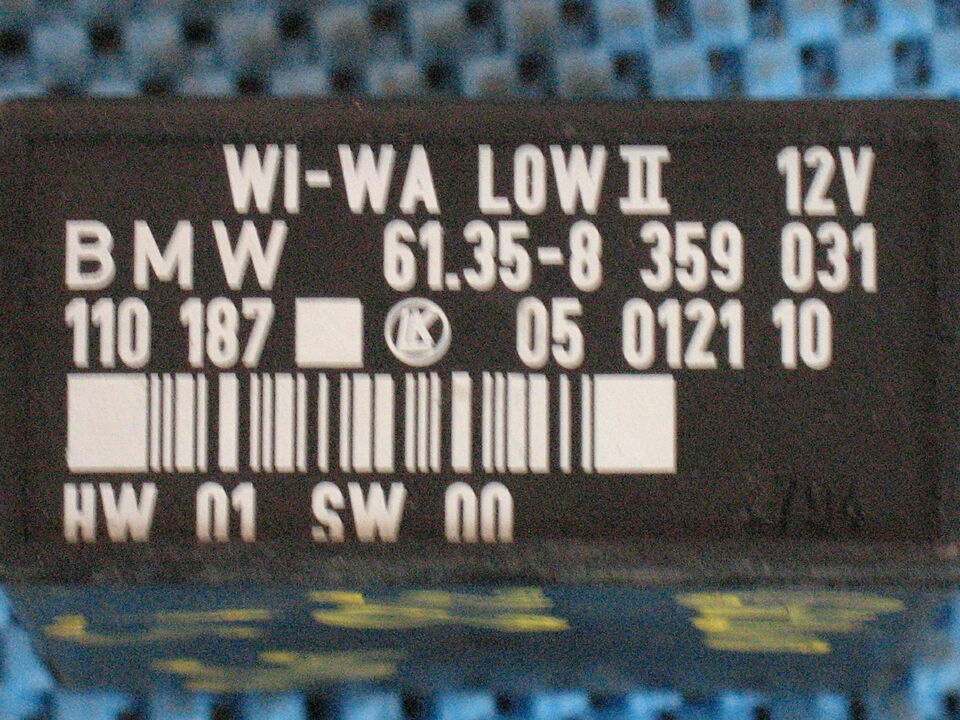 WI-WA LOW II 12V
BMW 61.35-8 359 031
110 187 LK 05 0121 10
HW 01 SW 00